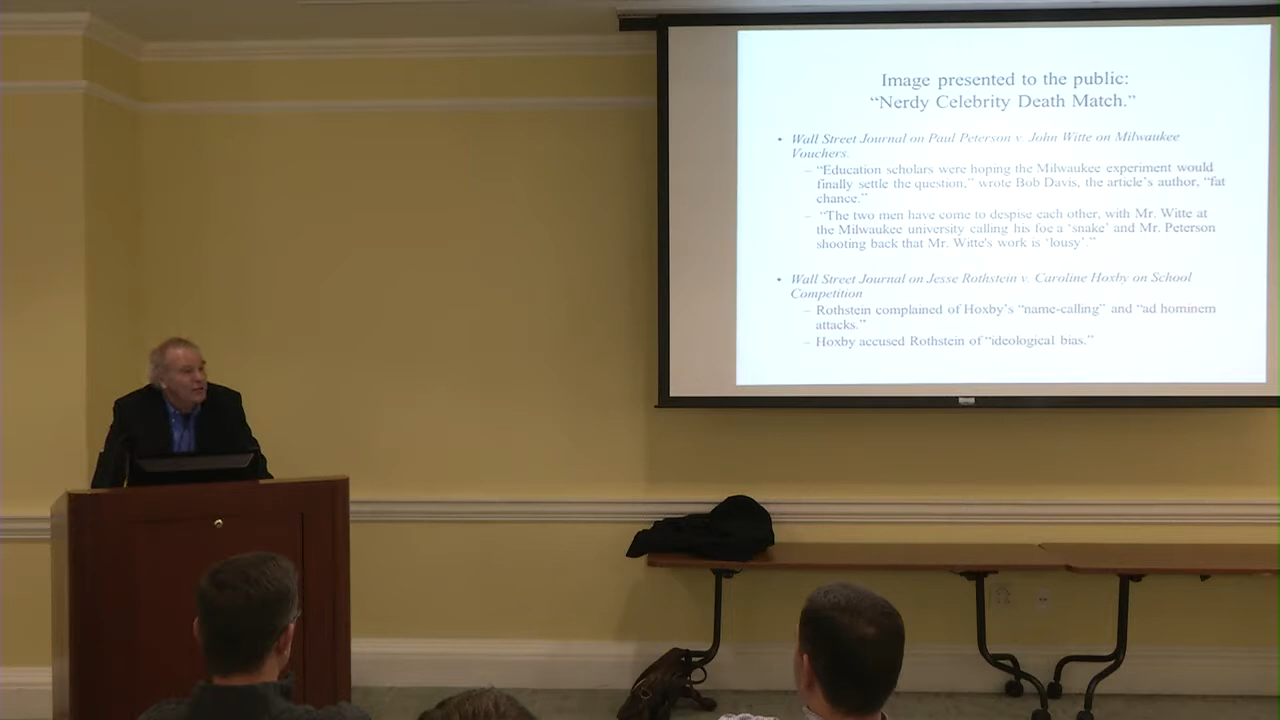 Image presented to the public:
“Nerdy Celebrity Death Match.”
• Wall Street Journal on Paul Peterson v. John Witte on Milwaukee
Vouchers.
– “Education scholars were hoping the Milwaukee experiment would
finally settle the question,” wrote Bob Davis, the article’s author, “fat
chance.”
– “The two men have come to despise each other, with Mr. Witte at
the Milwaukee university calling his foe a ‘snake’ and Mr. Peterson
shooting back that Mr. Witte's work is ‘lousy’.”
• Wall Street Journal on Jesse Rothstein v. Caroline Hoxby on School
Competition
– Rothstein complained of Hoxby’s “name-calling” and “ad hominem
attacks.”
– Hoxby accused Rothstein of “ideological bias.”